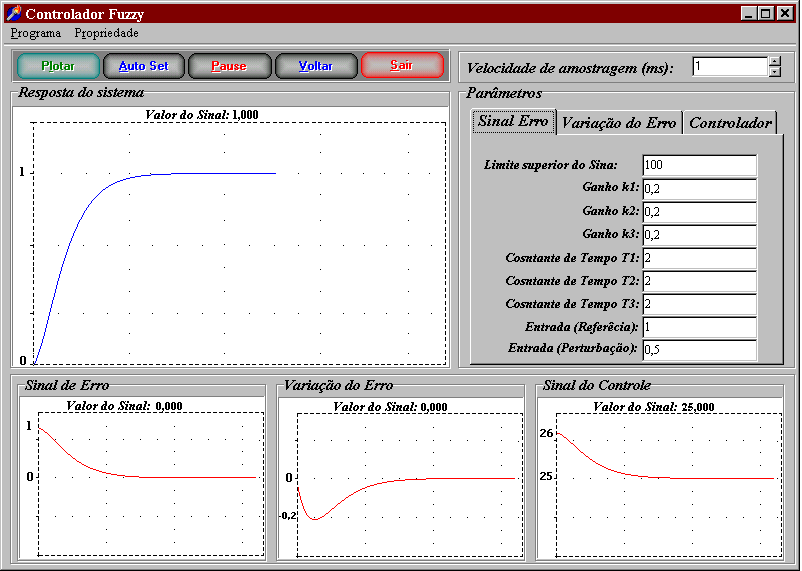 Controlador Fuzzy
Programa Propriedade
Plotar Auto Set Pause Voltar Sair
Velocidade de amostragem (ms): 1
Resposta do sistema
Valor do Sinal: 1,000
1
0
Parâmetros
Sinal Erro Variação do Erro Controlador
Limite superior do Sina: 100
Ganho k1: 0,2
Ganho k2: 0,2
Ganho k3: 0,2
Cosntante de Tempo T1: 2
Cosntante de Tempo T2: 2
Cosntante de Tempo T3: 2
Entrada (Referêcia): 1
Entrada (Perturbação): 0,5
Sinal de Erro
Valor do Sinal: 0,000
1
0
Variação do Erro
Valor do Sinal: 0,000
0
-0,2
Sinal do Controle
Valor do Sinal: 25,000
26
25